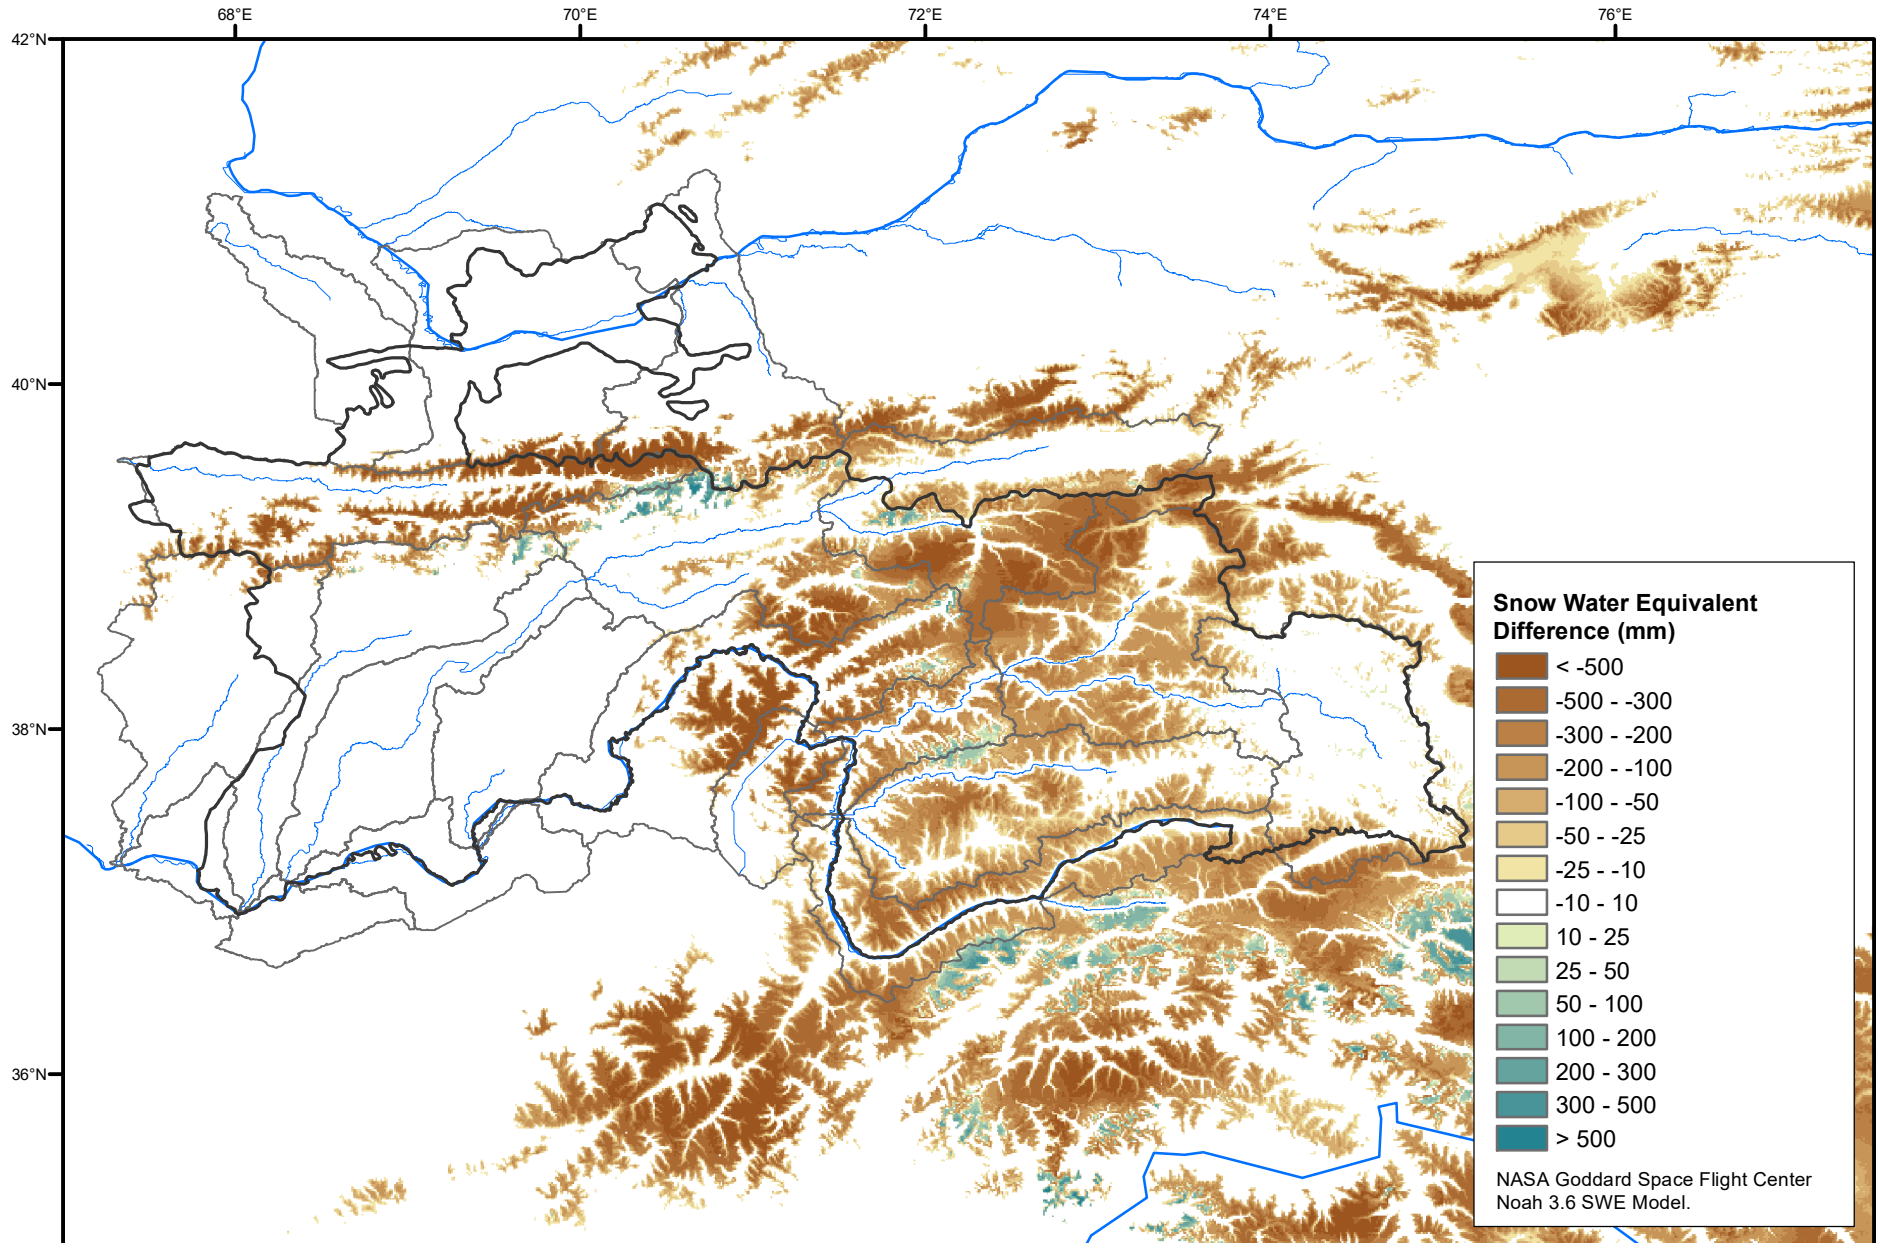 68°E
70°E
72°E
74°E
76°E
42°N
40°N
38°N
36°N
Snow Water Equivalent
Difference (mm)
< -500
-500 - -300
-300 - -200
-200 - -100
-100 - -50
-50 - -25
-25 - -10
-10 - 10
10 - 25
25 - 50
50 - 100
100 - 200
200 - 300
300 - 500
> 500
NASA Goddard Space Flight Center
Noah 3.6 SWE Model.